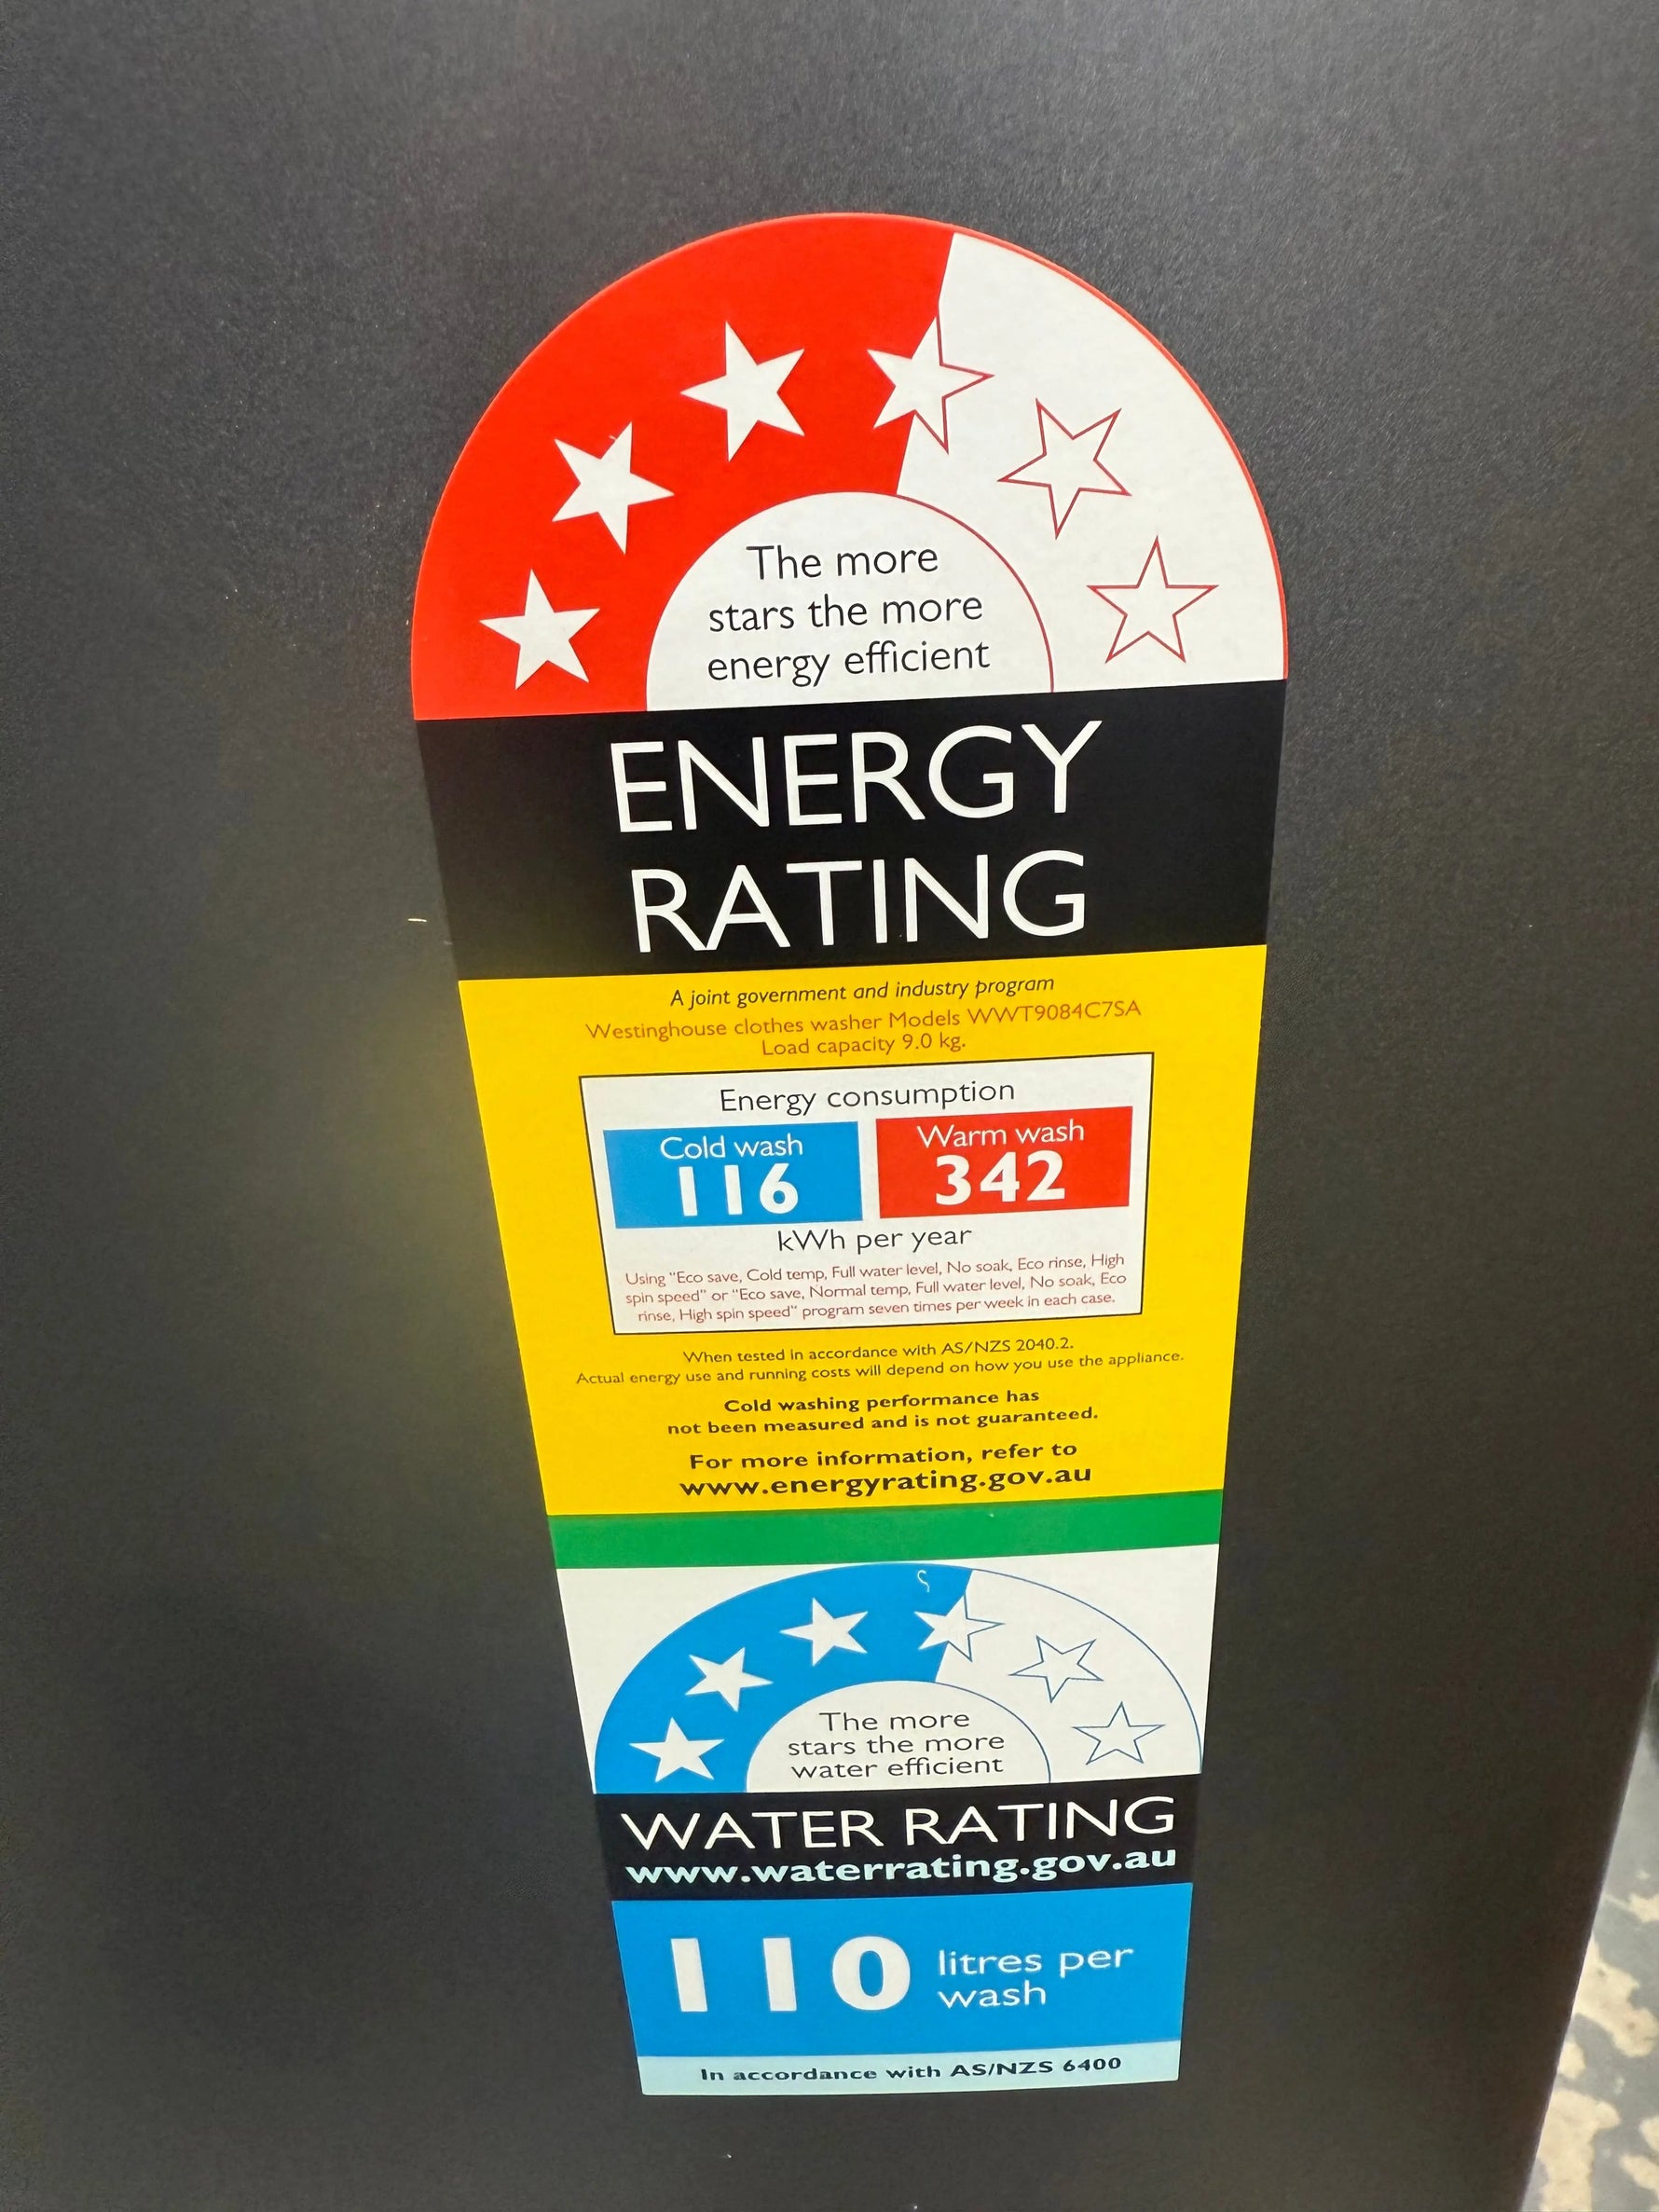 The more
stars the more
energy efficient
ENERGY
RATING
A joint government and industry program
Westinghouse clothes washer Models WWT9084C7SA
Load capacity 9.0 kg.
Energy consumption
Cold wash
116
Warm wash
342
kWh per year
Using "Eco save, Cold temp, Full water level, No soak, Eco rinse, High
spin speed" or "Eco save, Normal temp, Full water level, No soak, Eco
rinse, High spin speed" program seven times per week in each case.
When tested in accordance with AS/NZS 2040.2.
Actual energy use and running costs will depend on how you use the appliance.
Cold washing performance has
not been measured and is not guaranteed.
For more information, refer to
www.energyrating.gov.au
The more
stars the more
water efficient
WATER RATING
www.waterrating.gov.au
110 litres per
wash
In accordance with AS/NZS 6400